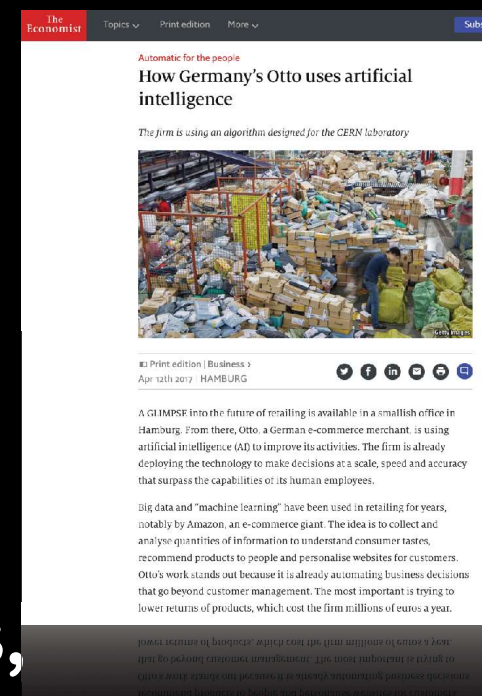 The
Economist
Topics
Print edition
More
Subs
Automatic for the people
How Germany's Otto uses artificial
intelligence
The firm is using an algorithm designed for the CERN laboratory
Getty Images
Print edition | Business
Apr 12th 2017 | HAMBURG
A GLIMPSE into the future of retailing is available in a smallish office in
Hamburg. From there, Otto, a German e-commerce merchant, is using
artificial intelligence (AI) to improve its activities. The firm is already
deploying the technology to make decisions at a scale, speed and accuracy
that surpass the capabilities of its human employees.
Big data and "machine learning" have been used in retailing for years,
notably by Amazon, an e-commerce giant. The idea is to collect and
analyse quantities of information to understand consumer tastes,
recommend products to people and personalise websites for customers.
Otto's work stands out because it is already automating business decisions
that go beyond customer management. The most important is trying to
lower returns of products, which cost the firm millions of euros a year.